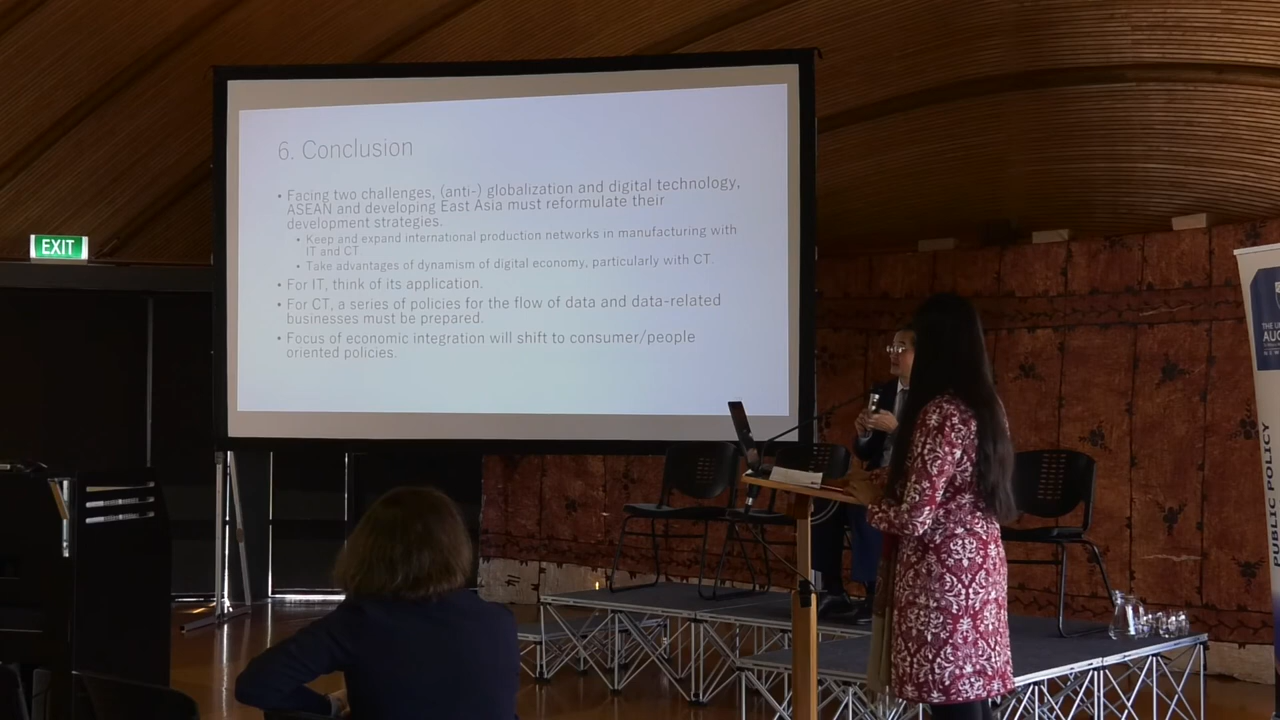 6. Conclusion
• Facing two challenges, (anti-) globalization and digital technology,
ASEAN and developing East Asia must reformulate their
development strategies.
• Keep and expand international production networks in manufacturing with
IT and CT
• Take advantages of dynamism of digital economy, particularly with CT.
• For IT, think of its application.
• For CT, a series of policies for the flow of data and data-related
businesses must be prepared.
• Focus of economic integration will shift to consumer/people
oriented policies.
EXIT
PUBLIC POLICY